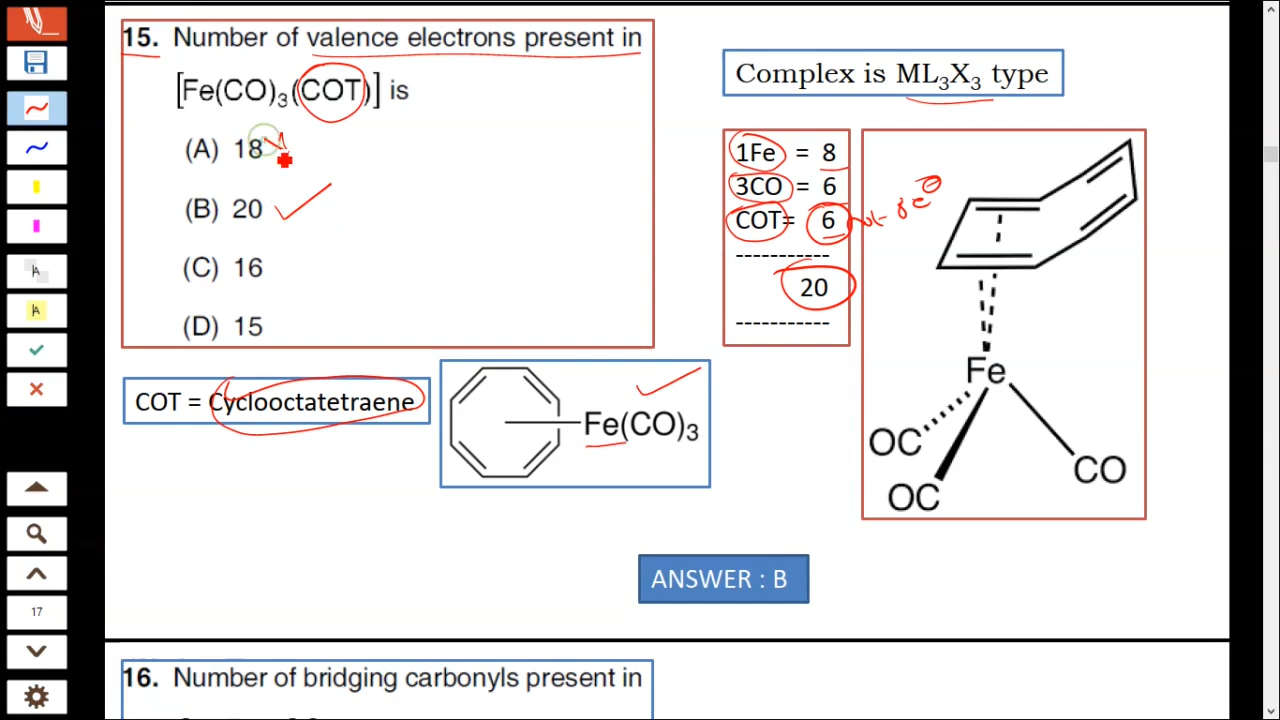 15. Number of valence electrons present in
[Fe(CO)₃(COT)] is
(A) 18
(B) 20
(C) 16
(D) 15
Complex is ML₃X₃ type
1Fe = 8
3CO = 6
COT= 6
-----------
20
-----------
8e⊖
Fe
OC
OC
CO
COT = Cyclooctatetraene
Fe(CO)₃
ANSWER : B
17
16. Number of bridging carbonyls present in